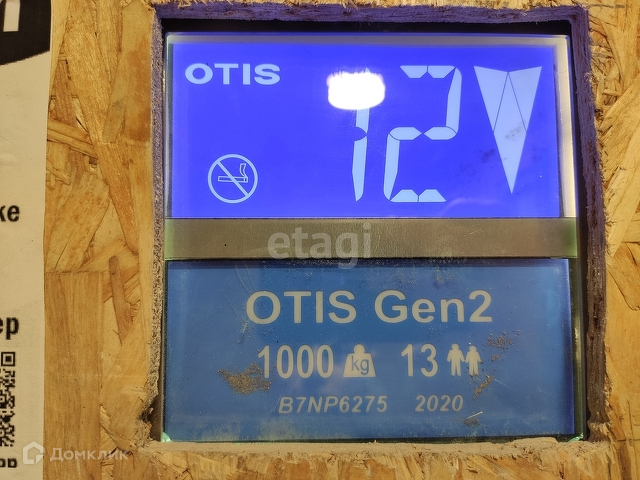 OTIS
12
etagi
OTIS Gen2
1000 kg 13
B7NP6275 2020
ке
ер
Домклик